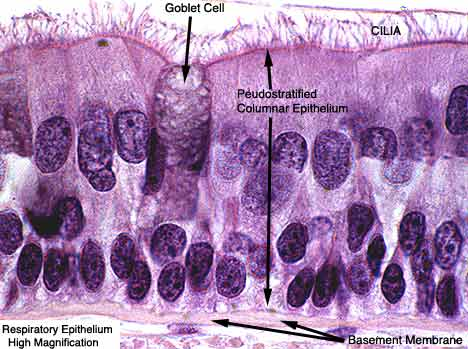 Goblet Cell
CILIA
Peudostratified
Columnar Epithelium
Respiratory Epithelium
High Magnification
Basement Membrane